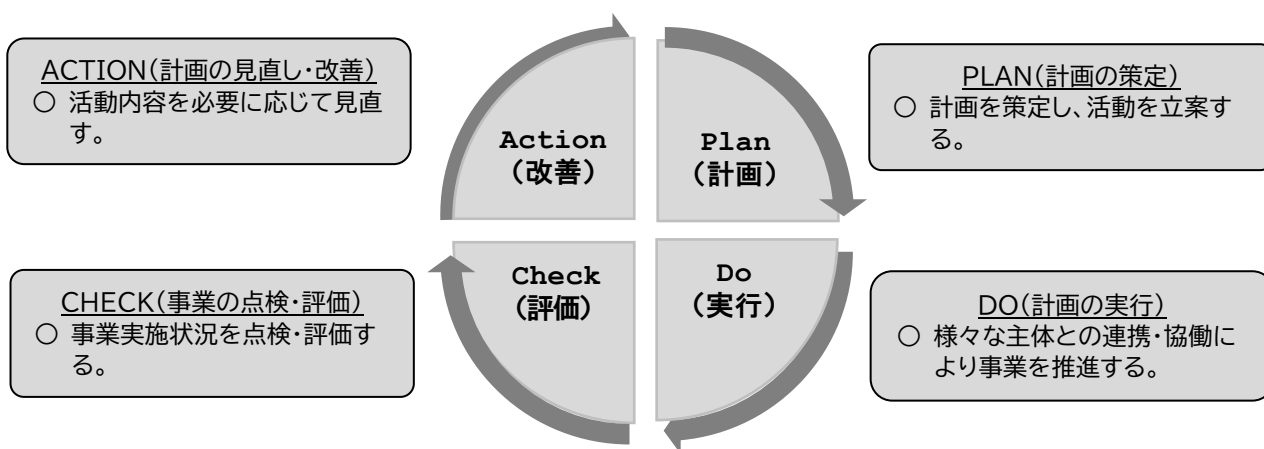 ACTION(計画の見直し・改善)
○ 活動内容を必要に応じて見直
す。
Action
(改善)
Plan
(計画)
PLAN(計画の策定)
○ 計画を策定し、活動を立案す
る。
CHECK(事業の点検・評価)
○ 事業実施状況を点検・評価す
る。
Check
(評価)
Do
(実行)
DO(計画の実行)
○ 様々な主体との連携・協働に
より事業を推進する。